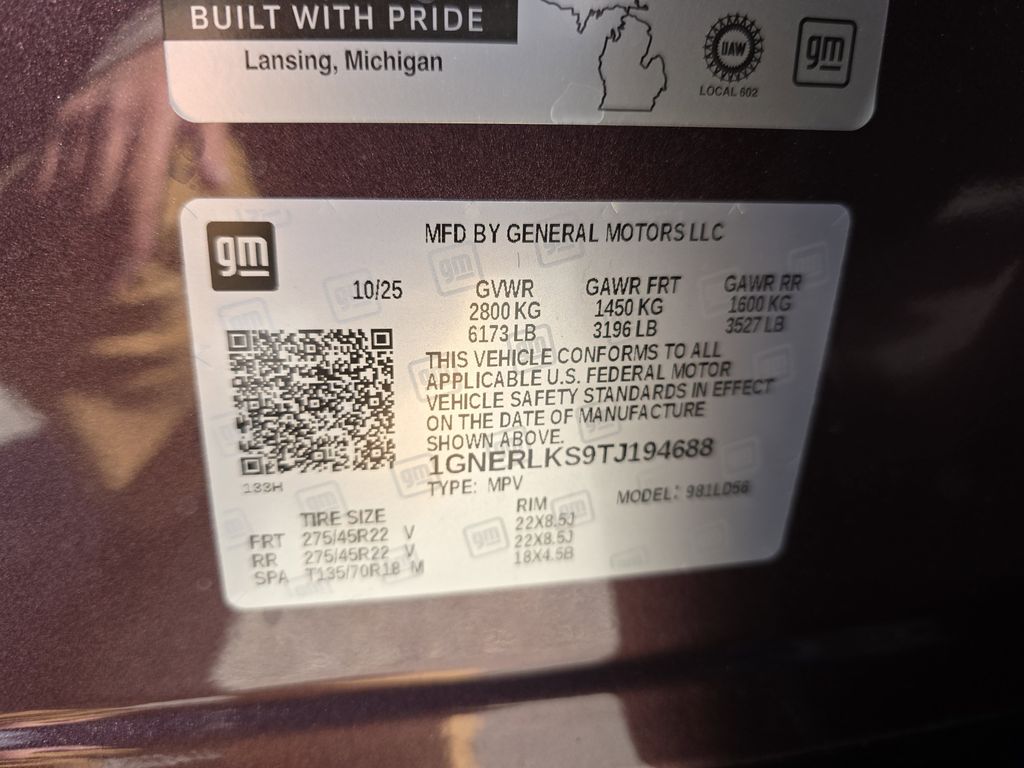 BUILT WITH PRIDE
Lansing, Michigan
UAW
LOCAL 602
gm
gm
MFD BY GENERAL MOTORS LLC
10/25
GVWR GAWR FRT GAWR RR
2800 KG 1450 KG 1600 KG
6173 LB 3196 LB 3527 LB
THIS VEHICLE CONFORMS TO ALL
APPLICABLE U.S. FEDERAL MOTOR
VEHICLE SAFETY STANDARDS IN EFFECT
ON THE DATE OF MANUFACTURE
SHOWN ABOVE.
1GNERLKS9TJ194688
133H
TYPE: MPV MODEL:
TIRE SIZE RIM
FRT 275/45R22 V 22X8.5J
RR 275/45R22 V 22X8.5J
SPA T135/70R18 M 18X4.5B